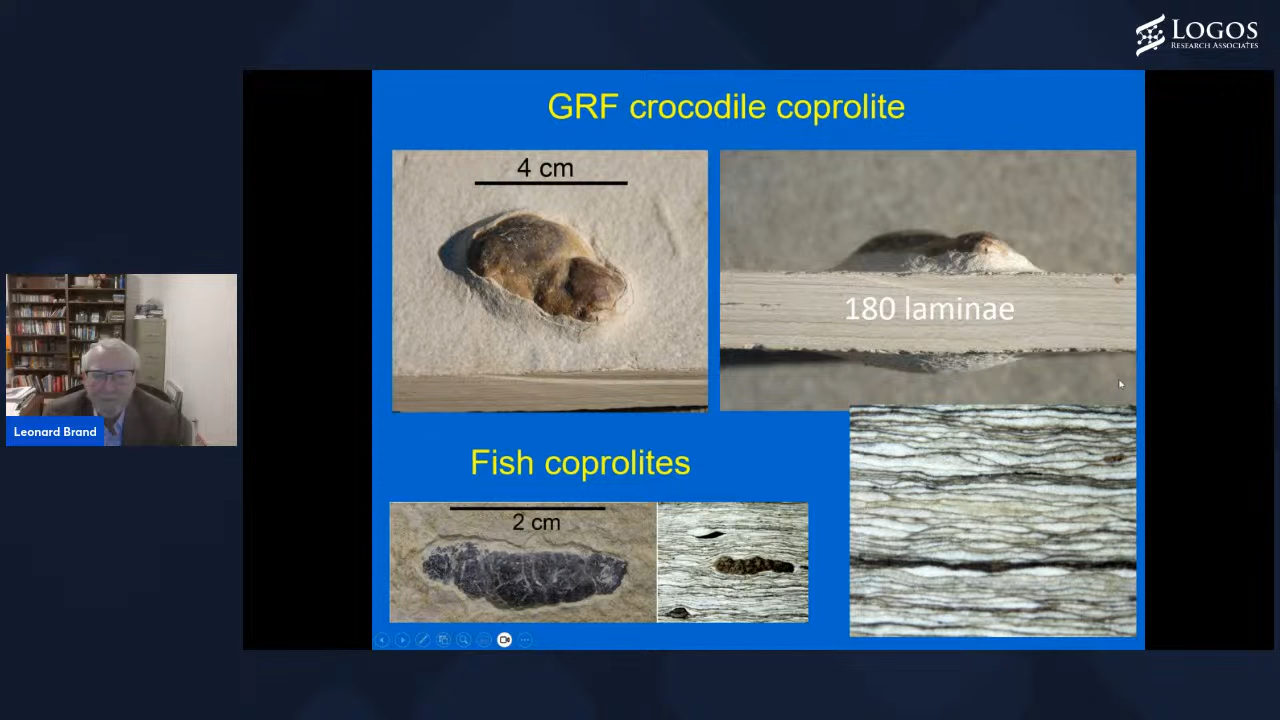 LOGOS
RESEARCH ASSOCIATES
GRF crocodile coprolite
4 cm
180 laminae
Leonard Brand
Fish coprolites
2 cm